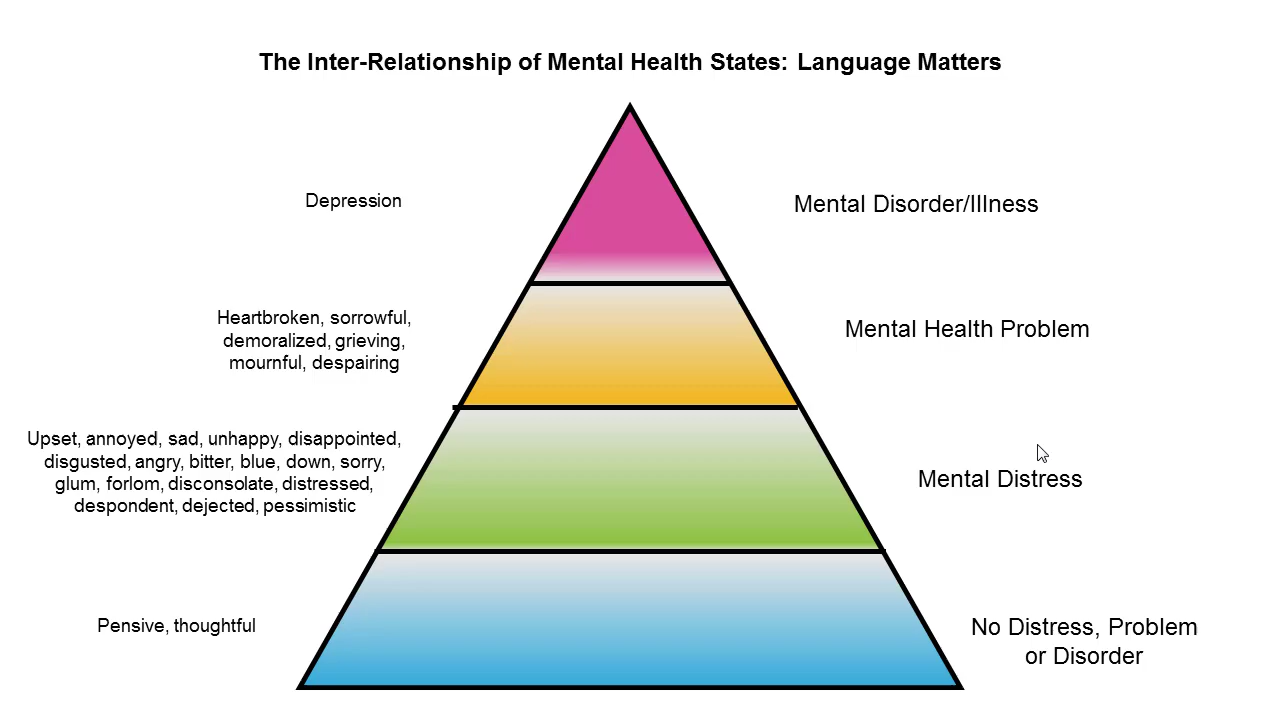 The Inter-Relationship of Mental Health States: Language Matters
Depression
Mental Disorder/Illness
Heartbroken, sorrowful,
demoralized, grieving,
mournful, despairing
Mental Health Problem
Upset, annoyed, sad, unhappy, disappointed,
disgusted, angry, bitter, blue, down, sorry,
glum, forlom, disconsolate, distressed,
despondent, dejected, pessimistic
Mental Distress
Pensive, thoughtful
No Distress, Problem
or Disorder